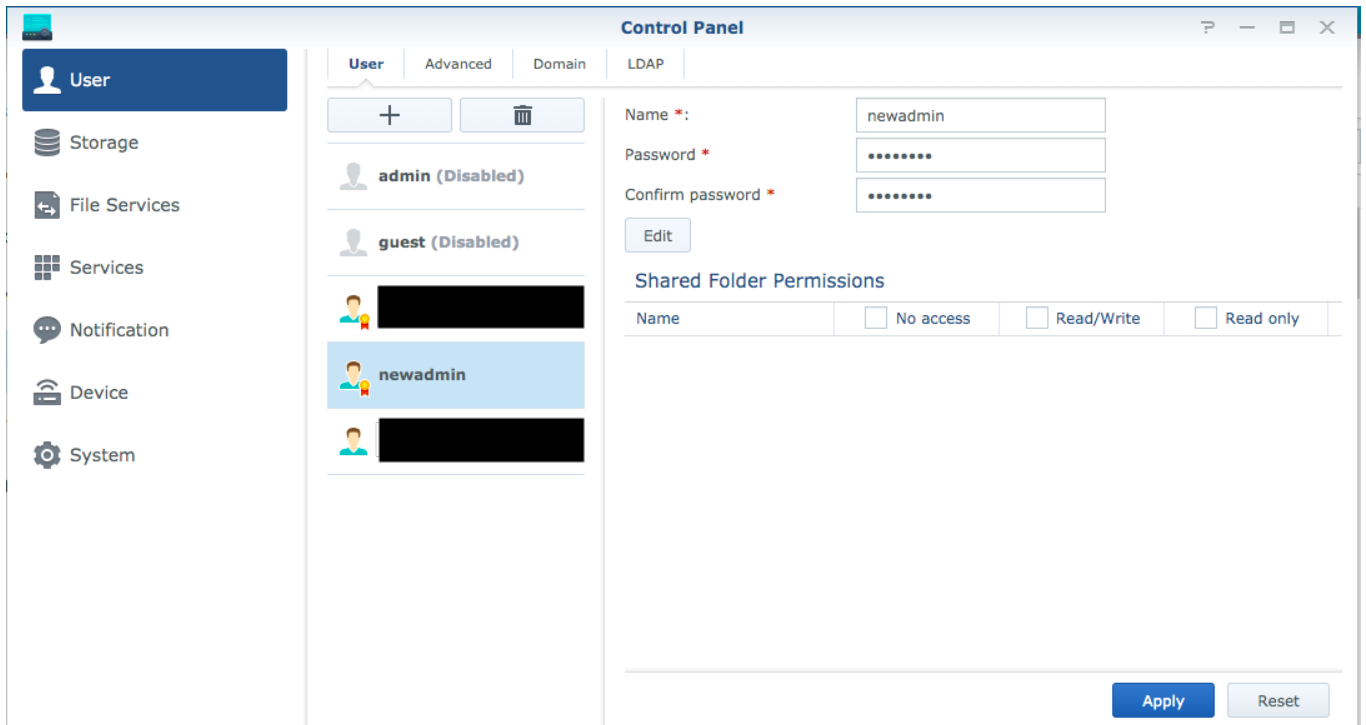 Control Panel
User
Storage
File Services
Services
Notification
Device
System
User Advanced Domain LDAP
admin (Disabled)
guest (Disabled)
newadmin
Name *: newadmin
Password * ••••••••
Confirm password * ••••••••
Edit
Shared Folder Permissions
Name No access Read/Write Read only
Apply Reset